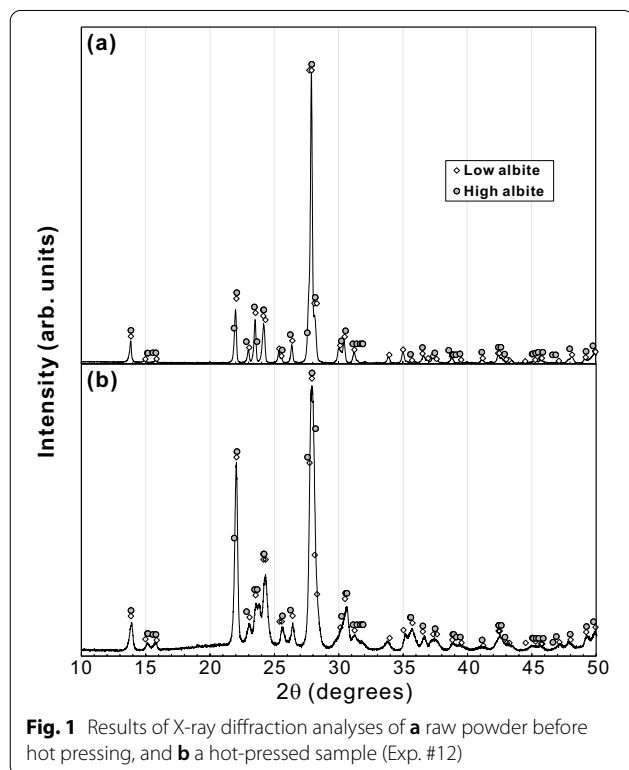 (a)
Low albite
High albite
Intensity (arb. units)
(b)
10 15 20 25 30 35 40 45 50
2θ (degrees)
Fig. 1 Results of X-ray diffraction analyses of a raw powder before
hot pressing, and b a hot-pressed sample (Exp. #12)